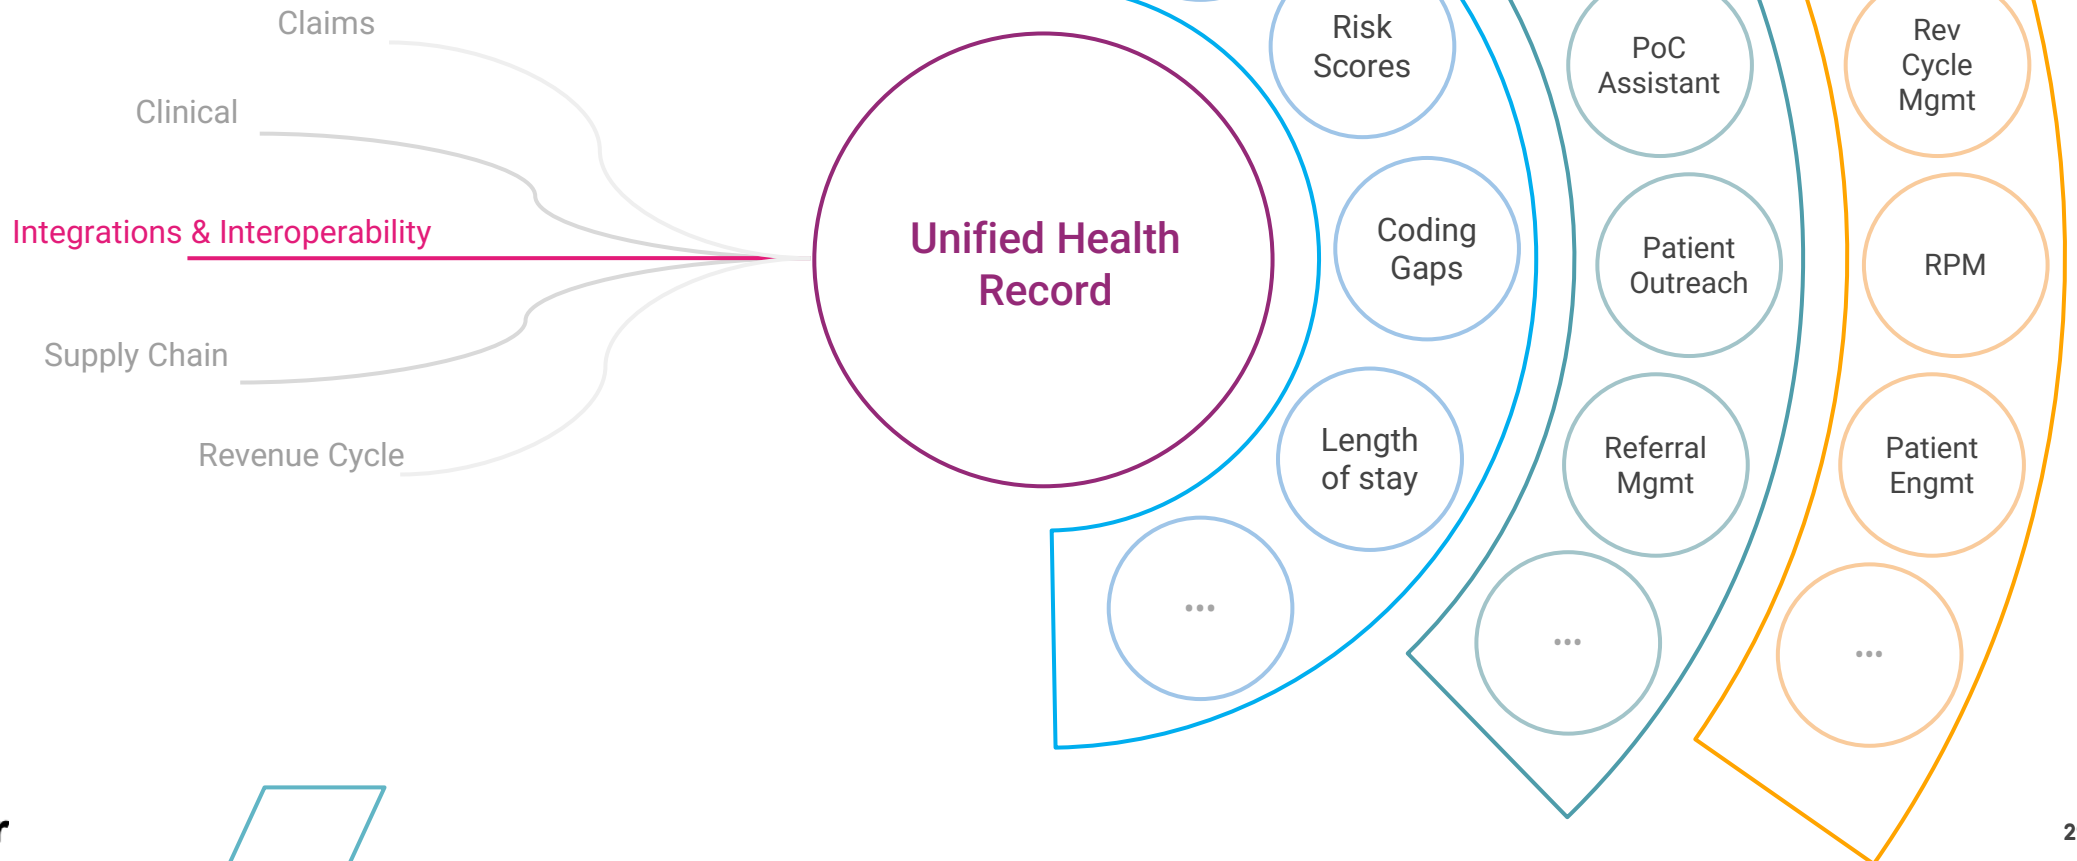 Claims
Clinical
Integrations & Interoperability
Supply Chain
Revenue Cycle
Unified Health
Record
Risk
Scores
Coding
Gaps
Length
of stay
...
PoC
Assistant
Patient
Outreach
Referral
Mgmt
...
Rev
Cycle
Mgmt
RPM
Patient
Engmt
...
r
2